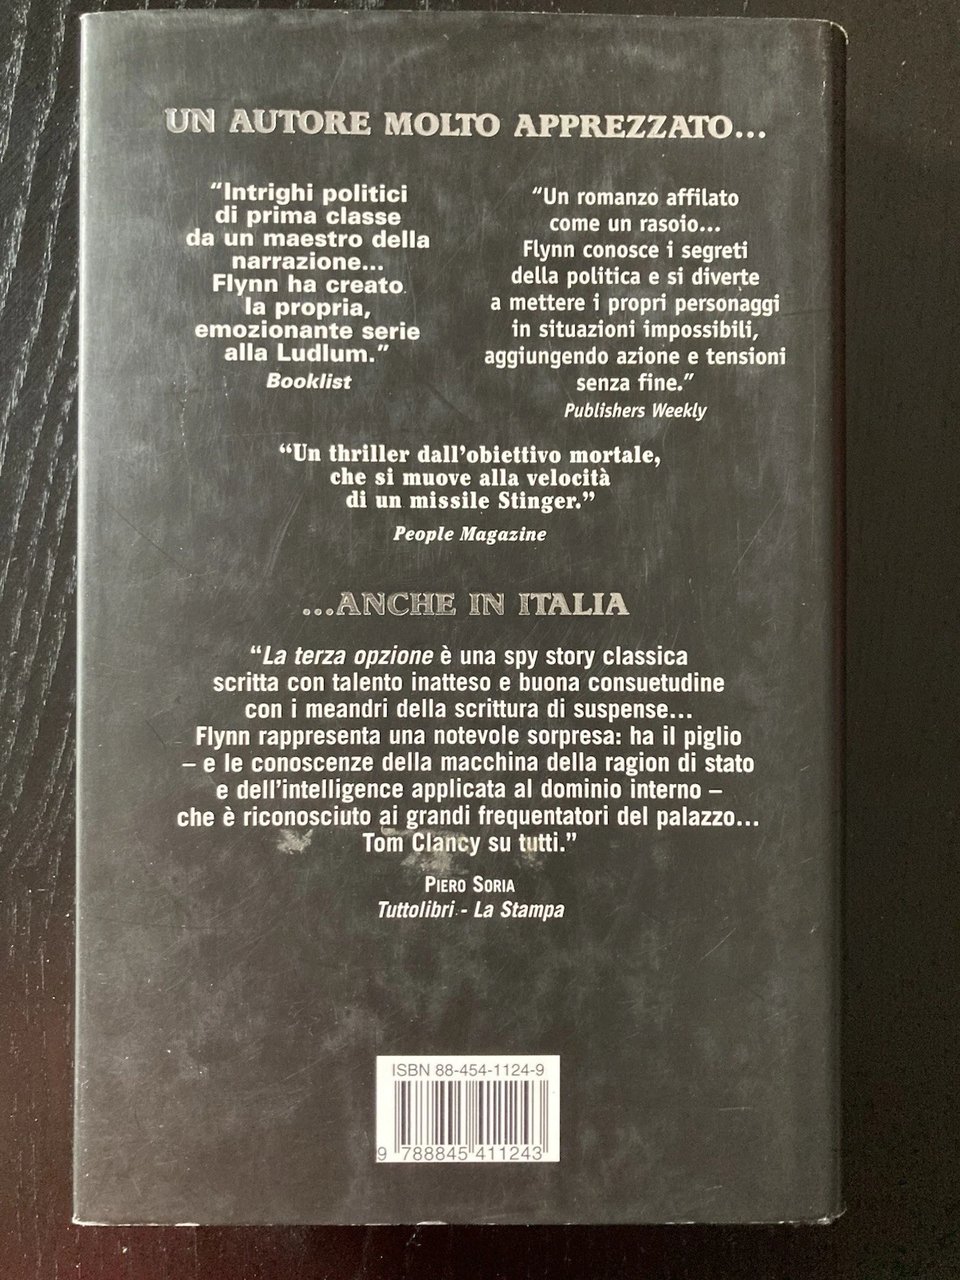 UN AUTORE MOLTO APPREZZATO...
“Intrighi politici
di prima classe
da un maestro della
narrazione...
Flynn ha creato
la propria,
emozionante serie
alla Ludlum.”
Booklist
“Un romanzo affilato
come un rasoio...
Flynn conosce i segreti
della politica e si diverte
a mettere i propri personaggi
in situazioni impossibili,
aggiungendo azione e tensioni
senza fine.”
Publishers Weekly
“Un thriller dall’obiettivo mortale,
che si muove alla velocità
di un missile Stinger.”
People Magazine
...ANCHE IN ITALIA
“La terza opzione è una spy story classica
scritta con talento inatteso e buona consuetudine
con i meandri della scrittura di suspense...
Flynn rappresenta una notevole sorpresa: ha il piglio
– e le conoscenze della macchina della ragion di stato
e dell’intelligence applicata al dominio interno –
che è riconosciuto ai grandi frequentatori del palazzo...
Tom Clancy su tutti.”
PIERO SORIA
Tuttolibri - La Stampa
ISBN 88-454-1124-9
9 788845 411243